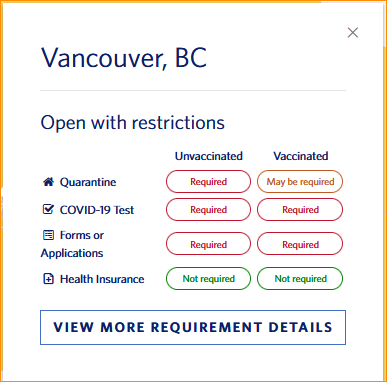 Vancouver, BC
Open with restrictions
Unvaccinated Vaccinated
Quarantine Required May be required
COVID-19 Test Required Required
Forms or
Applications Required Required
Health Insurance Not required Not required
VIEW MORE REQUIREMENT DETAILS